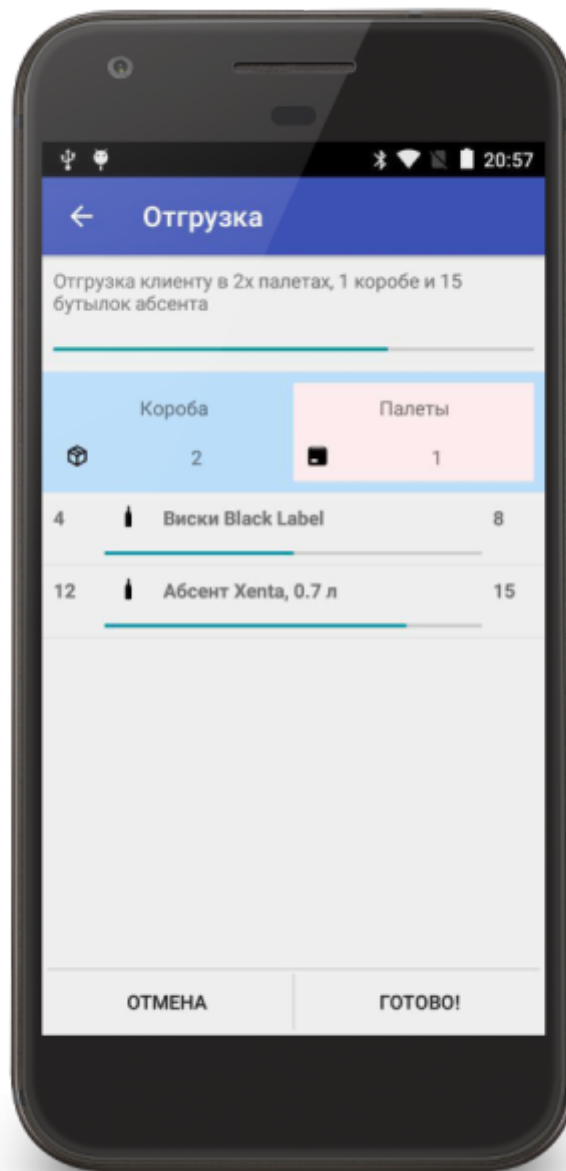 20:57
Отгрузка
Отгрузка клиенту в 2х палетах, 1 коробе и 15
бутылок абсента
Короба Палеты
2 1
4 Виски Black Label 8
12 Абсент Xenta, 0.7 л 15
ОТМЕНА ГОТОВО!